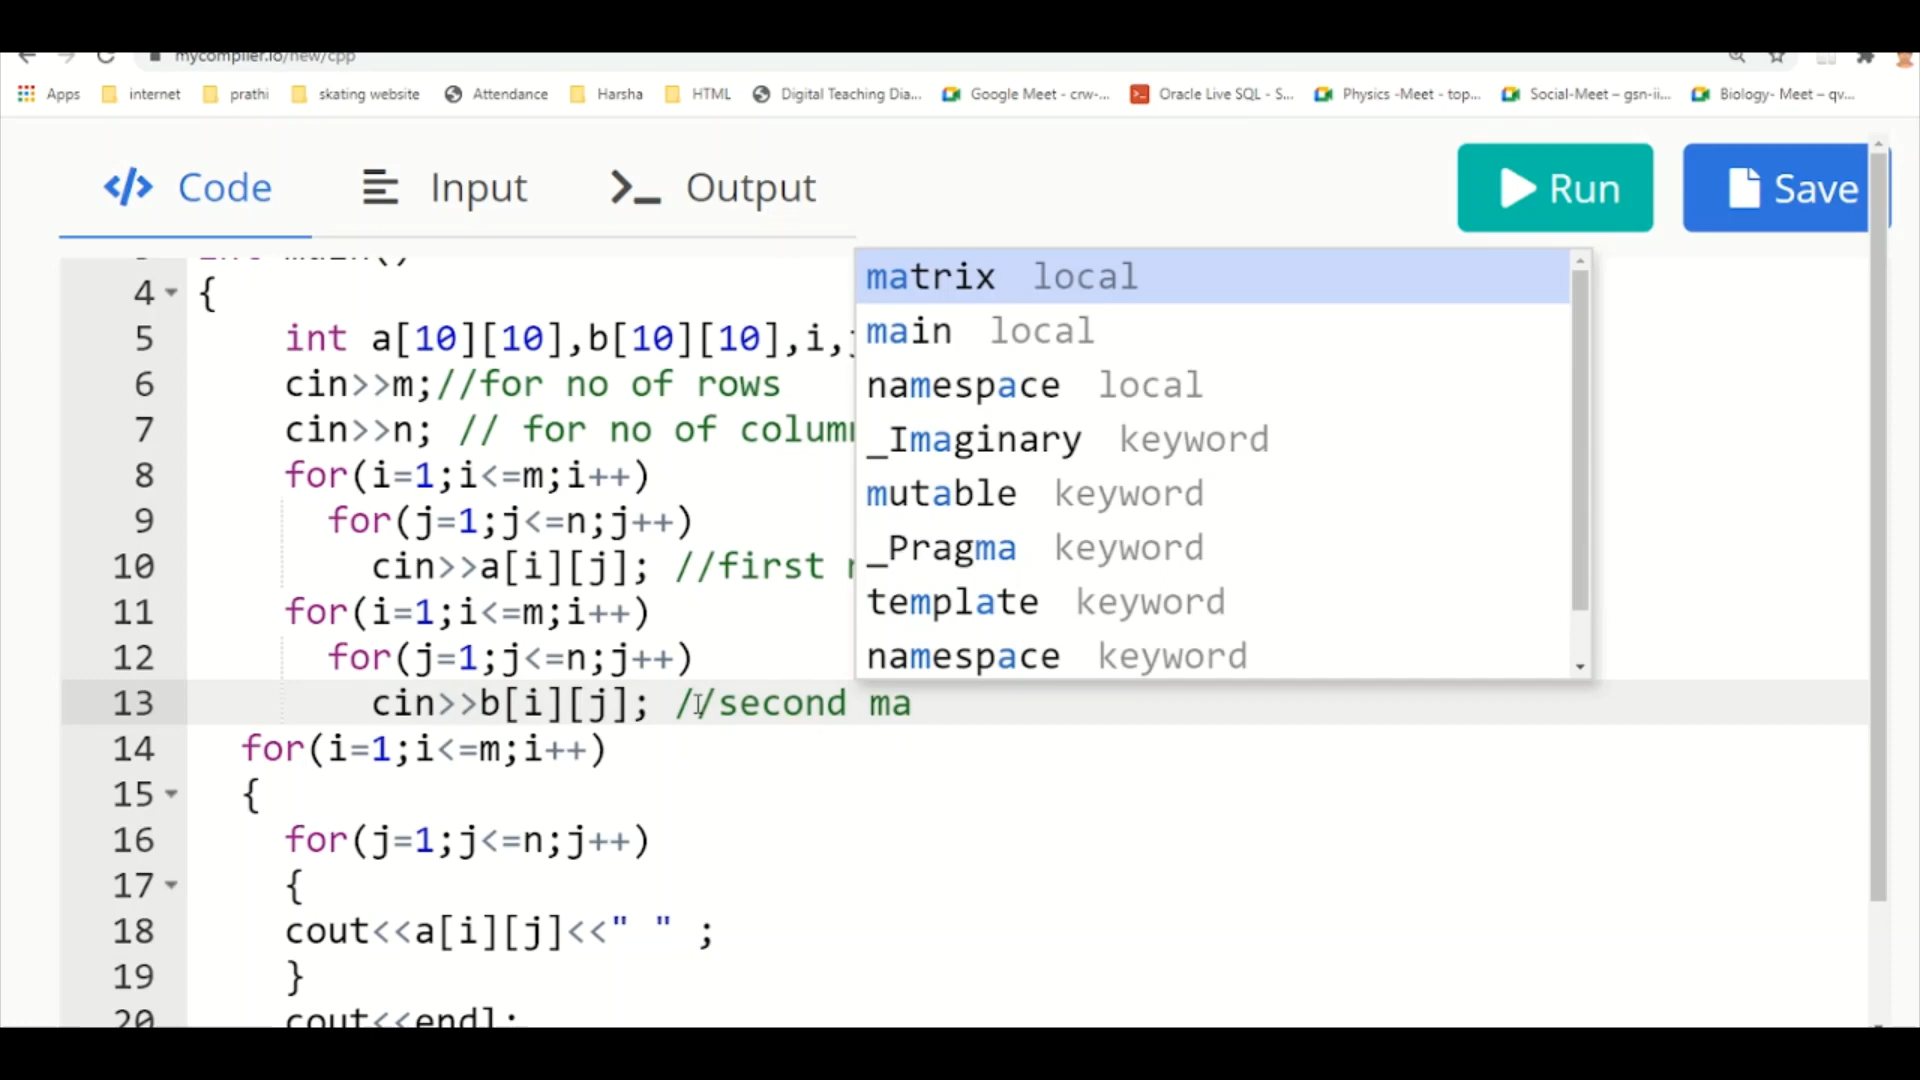 mycompiler.io/new/cpp
Apps internet prathi skating website Attendance Harsha HTML Digital Teaching Dia... Google Meet - crw-... Oracle Live SQL - S... Physics -Meet - top... Social-Meet – gsn-ii... Biology- Meet – qv...
</> Code Input >_ Output Run Save
int main()
4 {
5 int a[10][10],b[10][10],i,
6 cin>>m;//for no of rows
7 cin>>n; // for no of colum
8 for(i=1;i<=m;i++)
9 for(j=1;j<=n;j++)
10 cin>>a[i][j]; //first
11 for(i=1;i<=m;i++)
12 for(j=1;j<=n;j++)
13 cin>>b[i][j]; //second ma
14 for(i=1;i<=m;i++)
15 {
16 for(j=1;j<=n;j++)
17 {
18 cout<<a[i][j]<<" " ;
19 }
20 cout<<endl;
matrix local
main local
namespace local
_Imaginary keyword
mutable keyword
_Pragma keyword
template keyword
namespace keyword